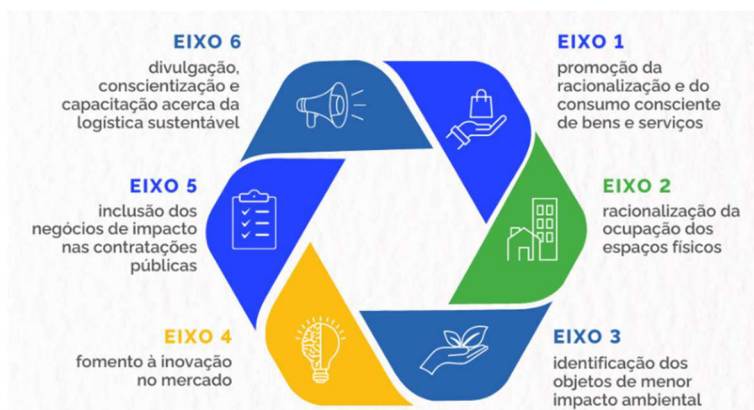 EIXO 6
divulgação,
conscientização e
capacitação acerca da
logística sustentável
EIXO 1
promoção da
racionalização e do
consumo consciente
de bens e serviços
EIXO 5
inclusão dos
negócios de impacto
nas contratações
públicas
EIXO 2
racionalização da
ocupação dos
espaços físicos
EIXO 4
fomento à inovação
no mercado
EIXO 3
identificação dos
objetos de menor
impacto ambiental